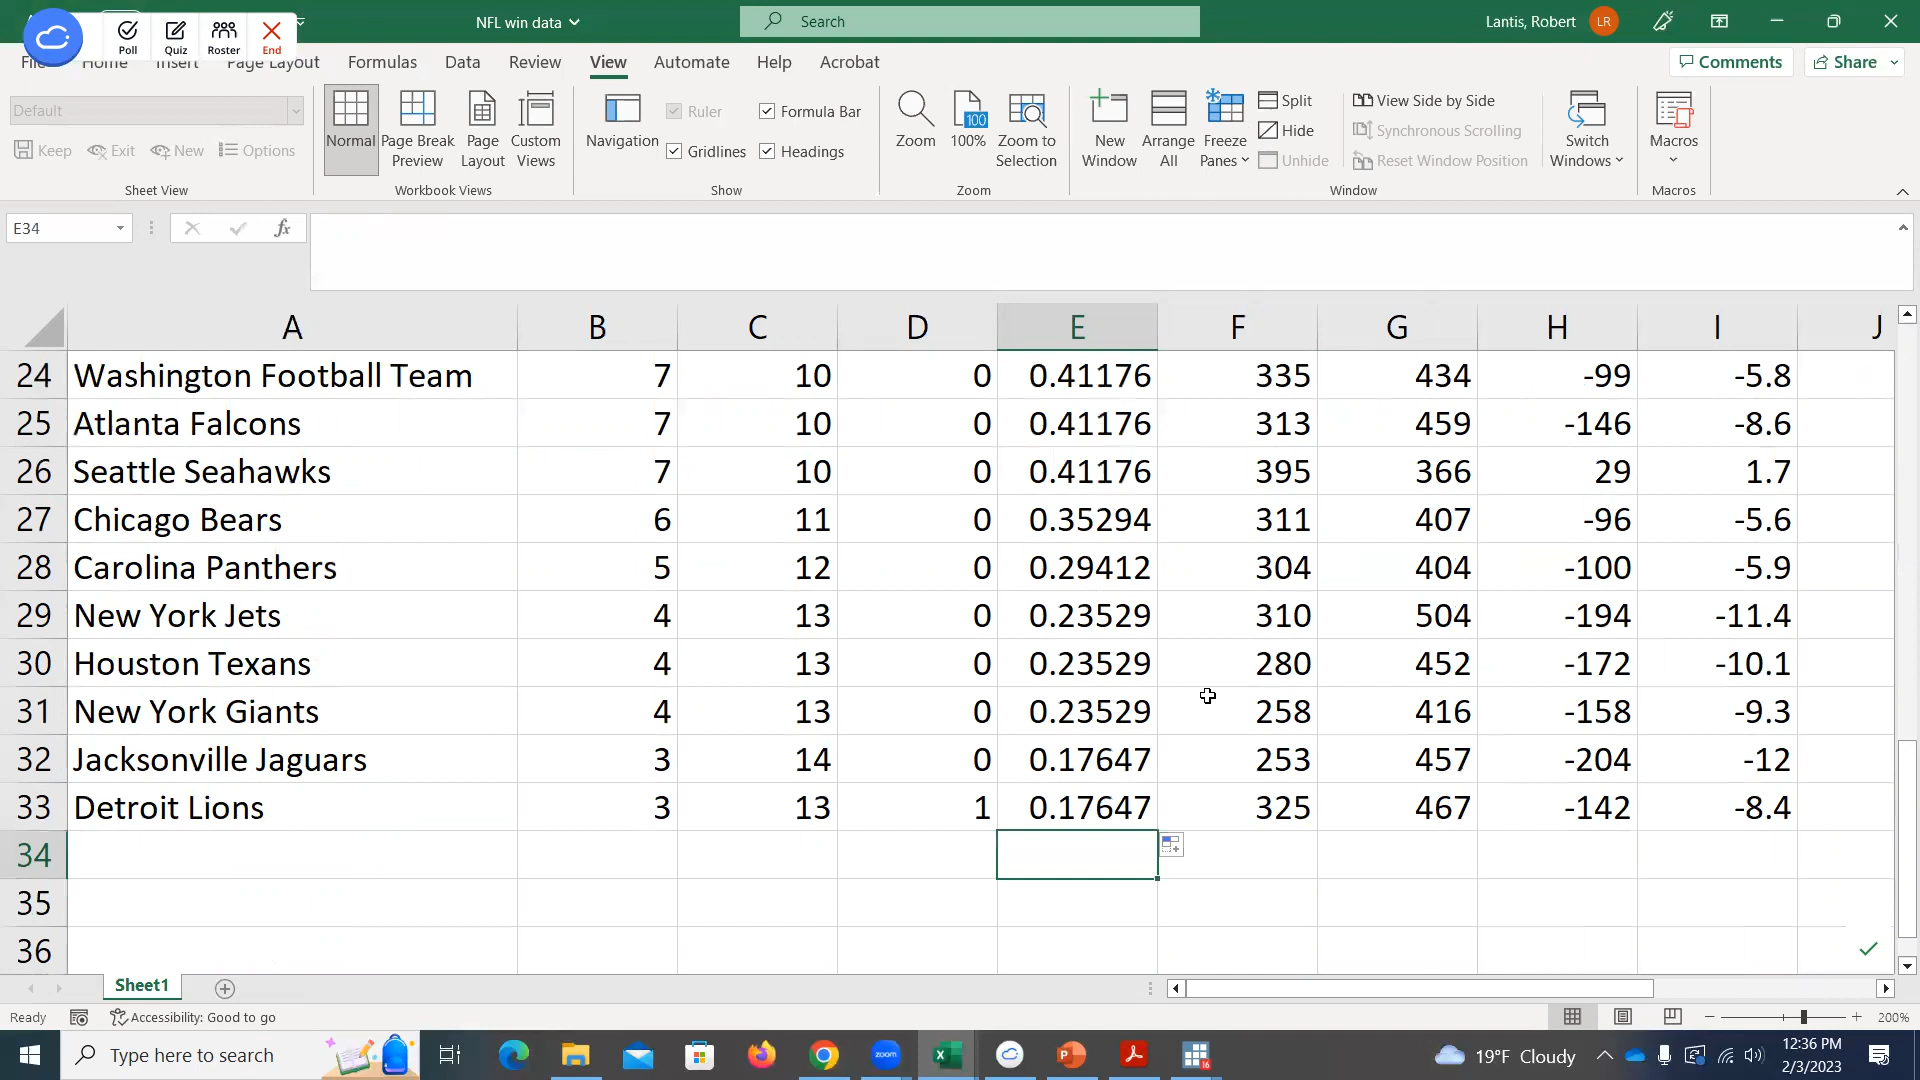 NFL win data
Search
Lantis, Robert
LR
Poll
Quiz
Roster
End
Page Layout
Formulas
Data
Review
View
Automate
Help
Acrobat
Comments
Share
Default
Keep
Exit
New
Options
Sheet View
Normal
Page Break Preview
Page Layout
Custom Views
Workbook Views
Navigation
Ruler
Formula Bar
Gridlines
Headings
Show
Zoom
100
100%
Zoom to Selection
Zoom
New Window
Arrange All
Freeze Panes
Split
Hide
Unhide
View Side by Side
Synchronous Scrolling
Reset Window Position
Switch Windows
Window
Macros
Macros
E34
fx
A B C D E F G H I J
24 Washington Football Team 7 10 0 0.41176 335 434 -99 -5.8
25 Atlanta Falcons 7 10 0 0.41176 313 459 -146 -8.6
26 Seattle Seahawks 7 10 0 0.41176 395 366 29 1.7
27 Chicago Bears 6 11 0 0.35294 311 407 -96 -5.6
28 Carolina Panthers 5 12 0 0.29412 304 404 -100 -5.9
29 New York Jets 4 13 0 0.23529 310 504 -194 -11.4
30 Houston Texans 4 13 0 0.23529 280 452 -172 -10.1
31 New York Giants 4 13 0 0.23529 258 416 -158 -9.3
32 Jacksonville Jaguars 3 14 0 0.17647 253 457 -204 -12
33 Detroit Lions 3 13 1 0.17647 325 467 -142 -8.4
34
35
36
Sheet1
Ready
Accessibility: Good to go
200%
Type here to search
zoom
16
19°F Cloudy
12:36 PM
2/3/2023